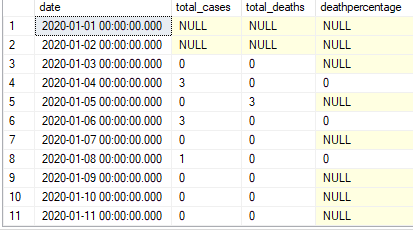 date total_cases total_deaths deathpercentage
1 2020-01-01 00:00:00.000 NULL NULL NULL
2 2020-01-02 00:00:00.000 NULL NULL NULL
3 2020-01-03 00:00:00.000 0 0 NULL
4 2020-01-04 00:00:00.000 3 0 0
5 2020-01-05 00:00:00.000 0 3 NULL
6 2020-01-06 00:00:00.000 3 0 0
7 2020-01-07 00:00:00.000 0 0 NULL
8 2020-01-08 00:00:00.000 1 0 0
9 2020-01-09 00:00:00.000 0 0 NULL
10 2020-01-10 00:00:00.000 0 0 NULL
11 2020-01-11 00:00:00.000 0 0 NULL